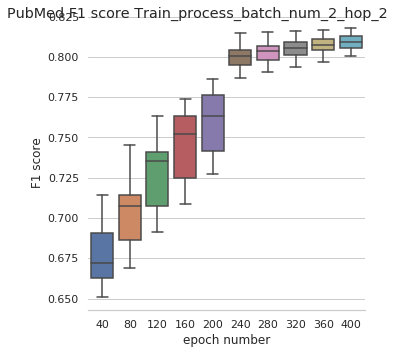 PubMed F1 score Train_process_batch_num_2_hop_2
0.825
0.800
0.775
0.750
0.725
0.700
0.675
0.650
F1 score
40 80 120 160 200 240 280 320 360 400
epoch number